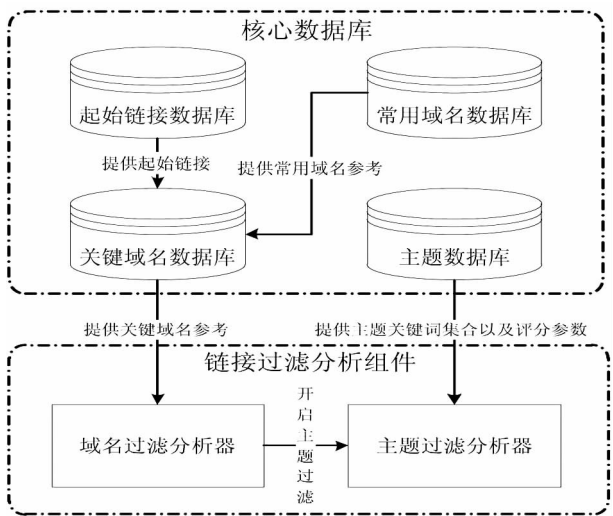 核心数据库
起始链接数据库
常用域名数据库
提供起始链接
提供常用域名参考
关键域名数据库
主题数据库
提供关键域名参考
提供主题关键词集合以及评分参数
链接过滤分析组件
域名过滤分析器
开启主题过滤
主题过滤分析器